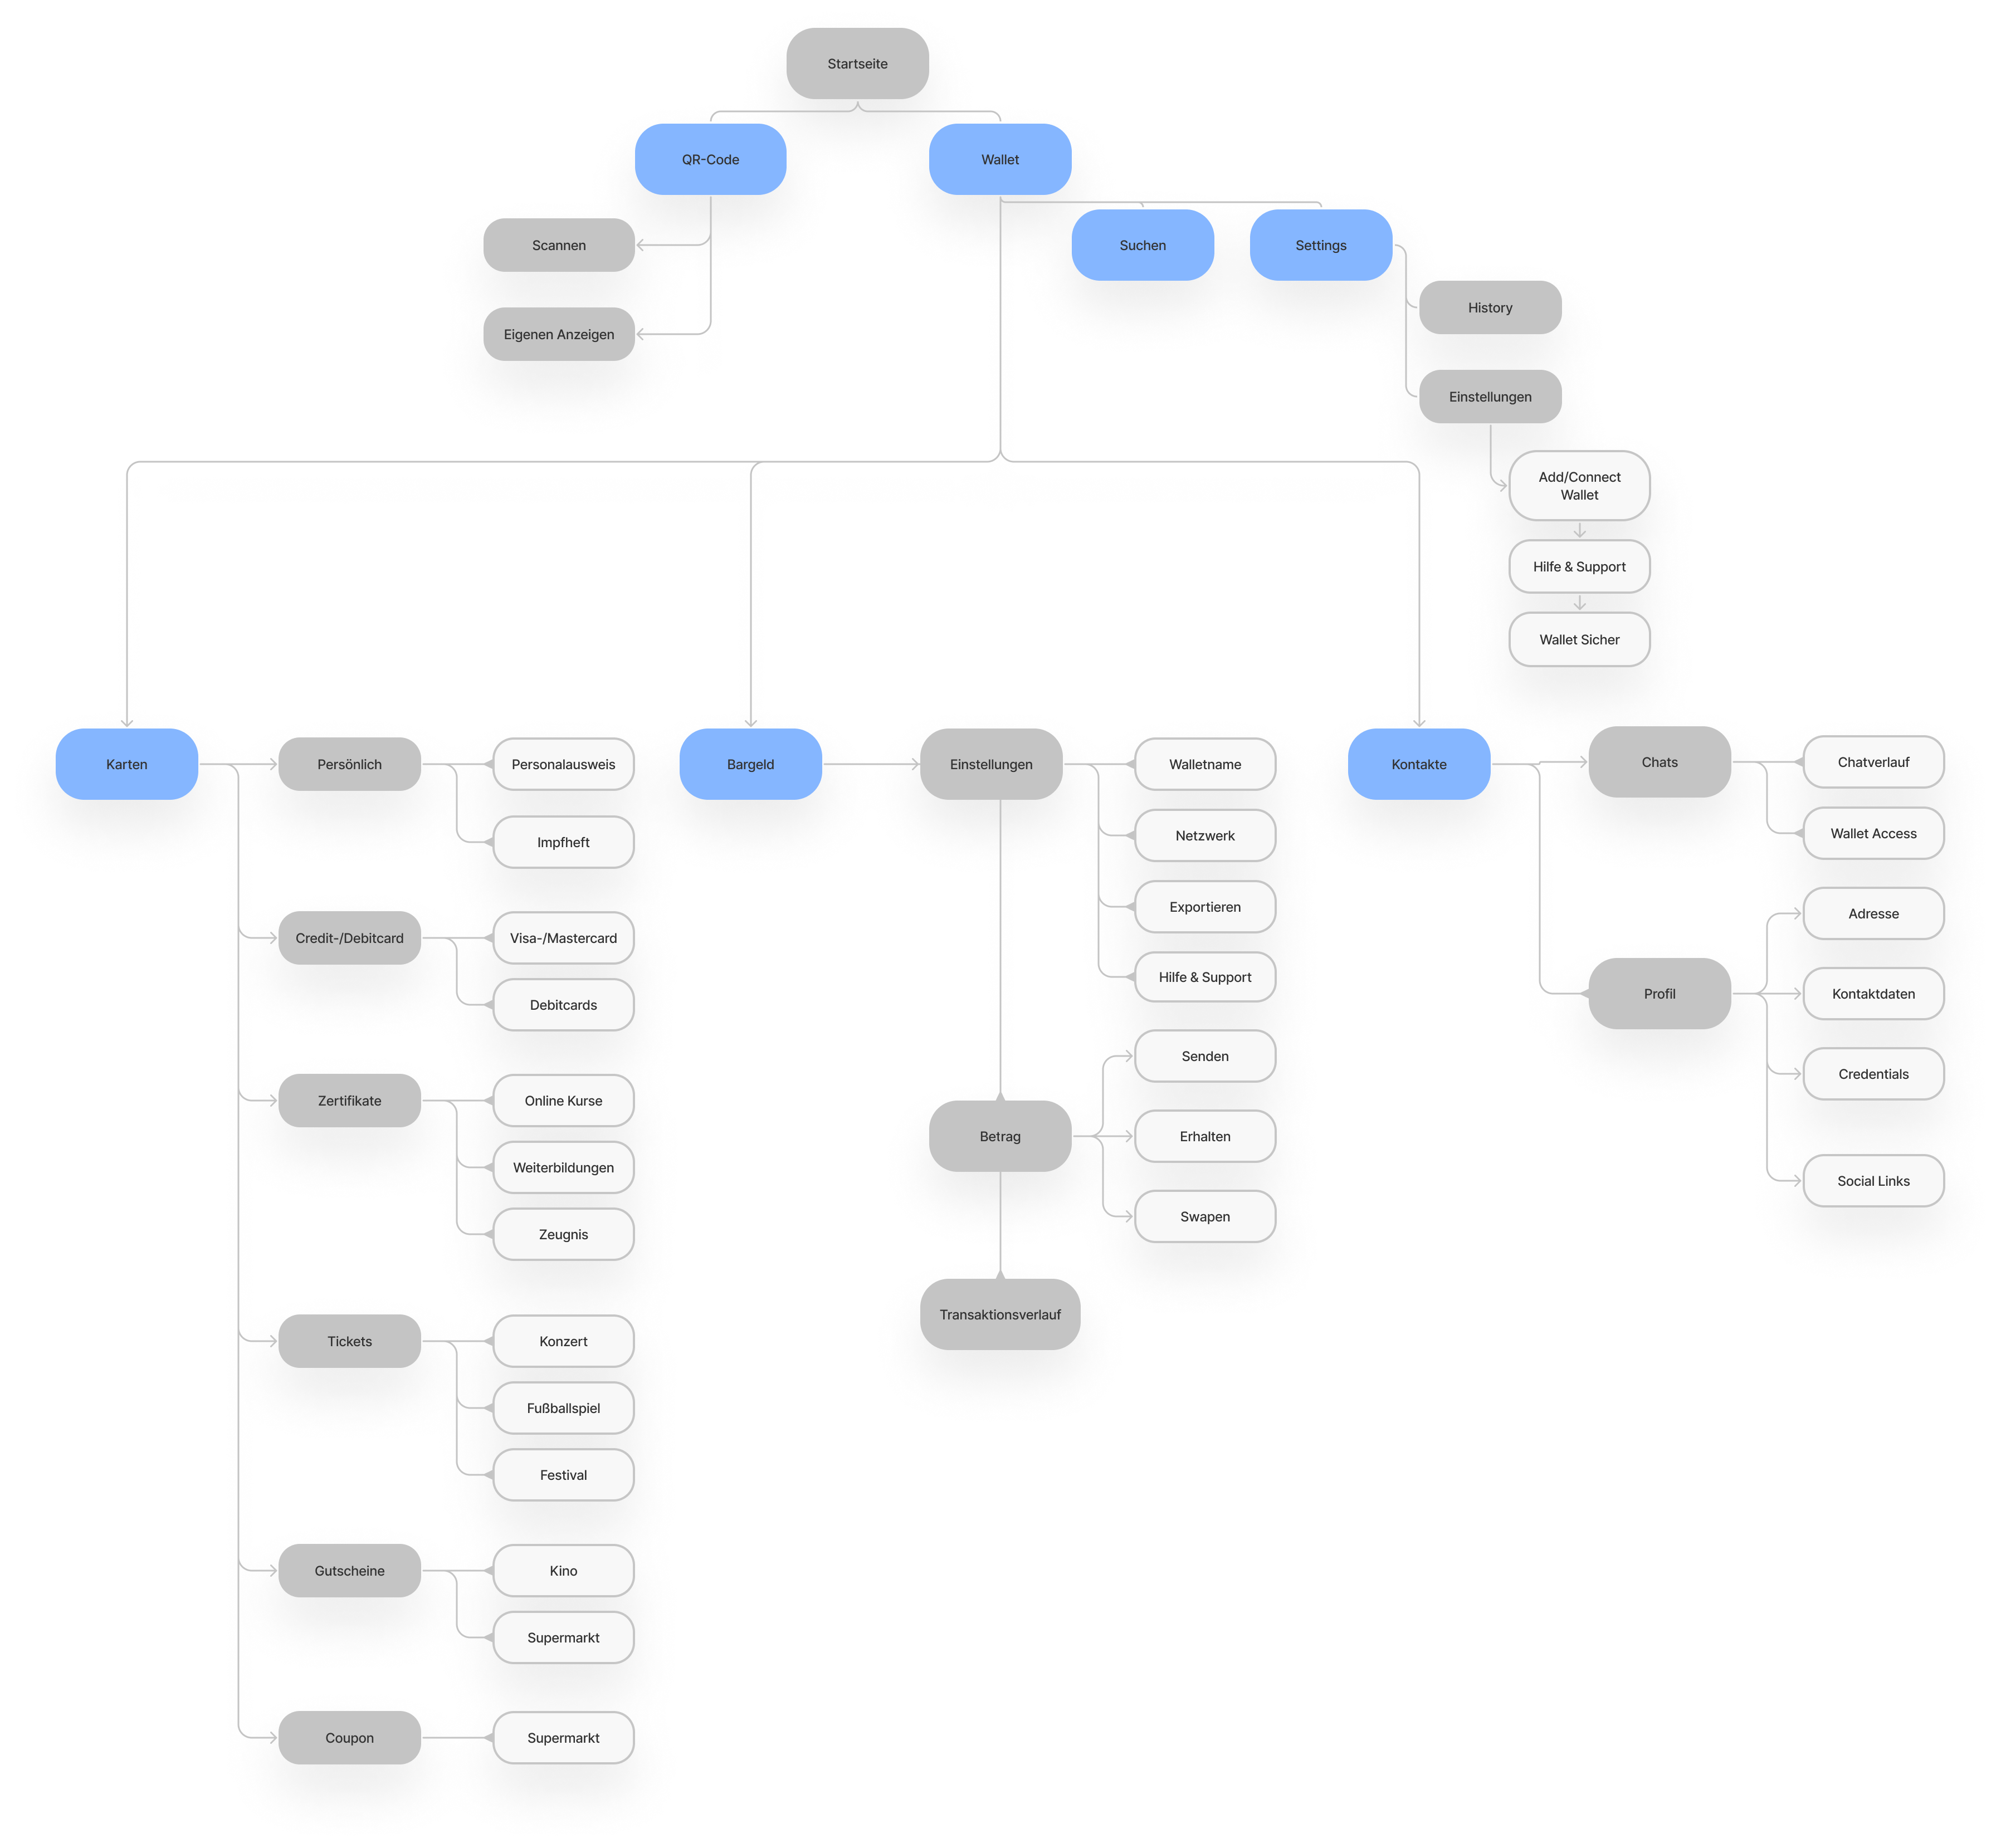 Startseite
QR-Code
Wallet
Scannen
Suchen
Settings
History
Eigenen Anzeigen
Einstellungen
Add/Connect
Wallet
Hilfe & Support
Wallet Sicher
Karten
Persönlich
Personalausweis
Impfheft
Credit-/Debitcard
Visa-/Mastercard
Debitcards
Zertifikate
Online Kurse
Weiterbildungen
Zeugnis
Tickets
Konzert
Fußballspiel
Festival
Gutscheine
Kino
Supermarkt
Coupon
Supermarkt
Bargeld
Einstellungen
Walletname
Netzwerk
Exportieren
Hilfe & Support
Betrag
Senden
Erhalten
Swapen
Transaktionsverlauf
Kontakte
Chats
Chatverlauf
Wallet Access
Profil
Adresse
Kontaktdaten
Credentials
Social Links